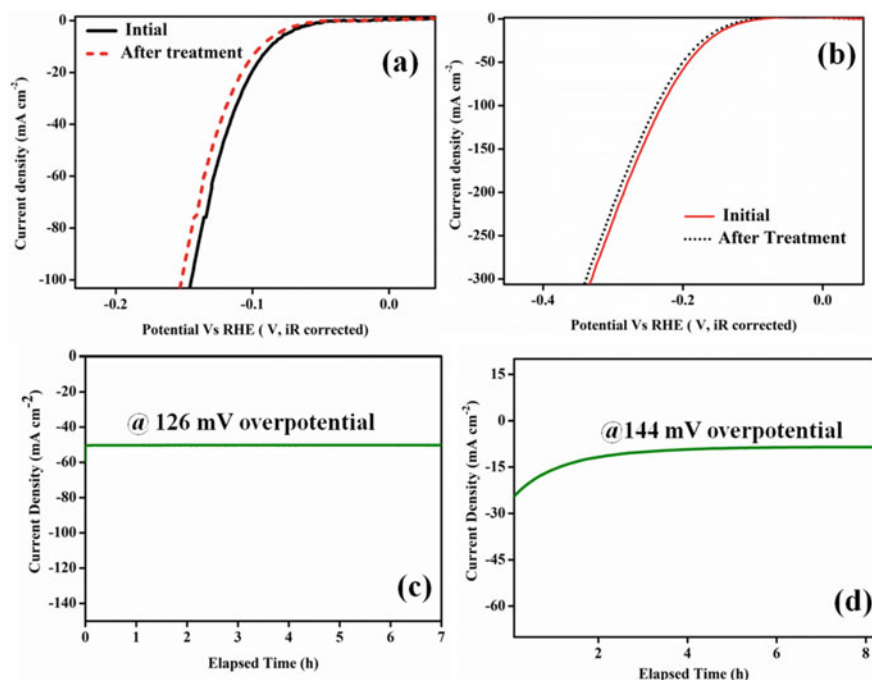 Intial
After treatment
(a)
0
-20
-40
-60
-80
-100
-0.2
-0.1
0.0
Current density (mA cm-2)
Potential Vs RHE ( V, iR corrected)
(b)
0
-50
-100
-150
-200
-250
-300
-0.4
-0.2
0.0
Initial
After Treatment
Current density (mA cm-2)
Potential Vs RHE ( V, iR corrected)
@ 126 mV overpotential
(c)
0
-20
-40
-60
-80
-100
-120
-140
0
1
2
3
4
5
6
7
Current Density (mA cm-2)
Elapsed Time (h)
@144 mV overpotential
(d)
15
0
-15
-30
-45
-60
2
4
6
8
Current Density (mA cm-2)
Elapsed Time (h)